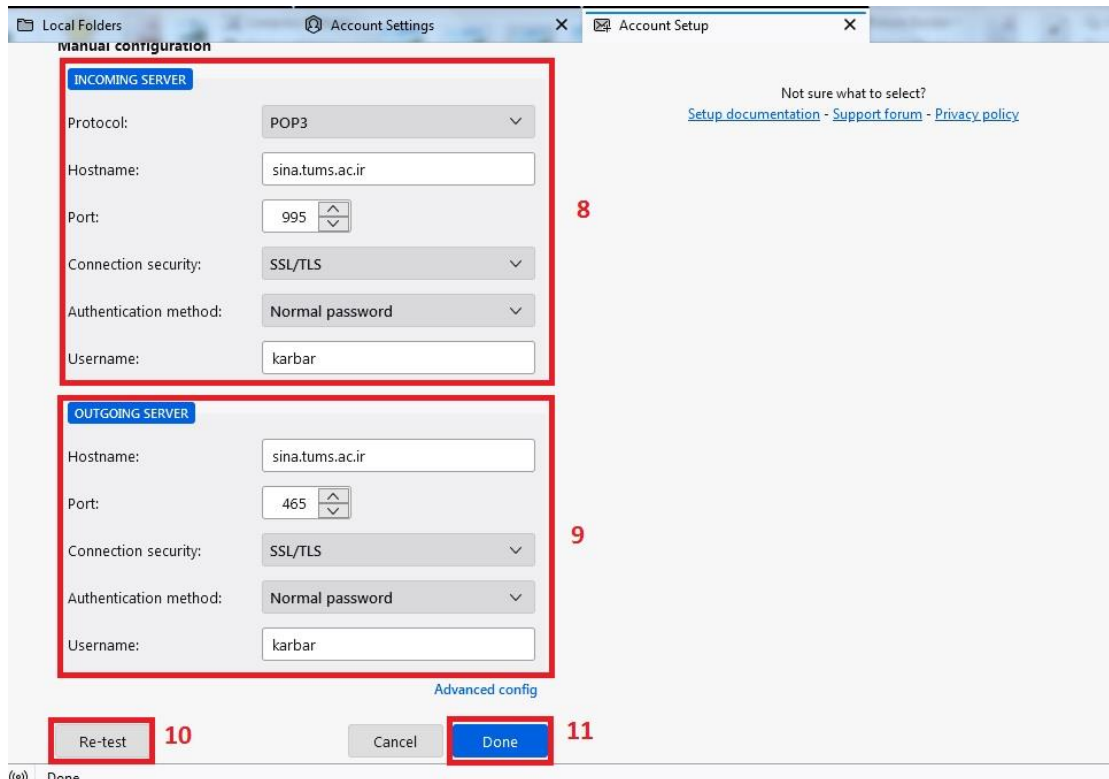 Local Folders
Account Settings
Account Setup
Manual configuration
INCOMING SERVER
Protocol: POP3
Hostname: sina.tums.ac.ir
Port: 995
Connection security: SSL/TLS
Authentication method: Normal password
Username: karbar
8
Not sure what to select?
Setup documentation - Support forum - Privacy policy
OUTGOING SERVER
Hostname: sina.tums.ac.ir
Port: 465
Connection security: SSL/TLS
Authentication method: Normal password
Username: karbar
9
Advanced config
Re-test 10 Cancel Done 11
Done